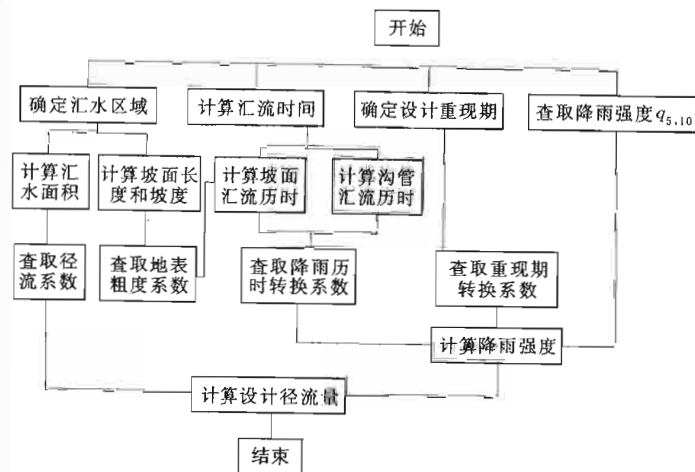 开始
确定汇水区域
计算汇流时间
确定设计重现期
查取降雨强度q5,10
计算汇
水面积
计算坡面长
度和坡度
计算坡面
汇流历时
计算沟管
汇流历时
查取径
流系数
查取地表
粗度系数
查取降雨历
时转换系数
查取重现期
转换系数
计算降雨强度
计算设计径流量
结束